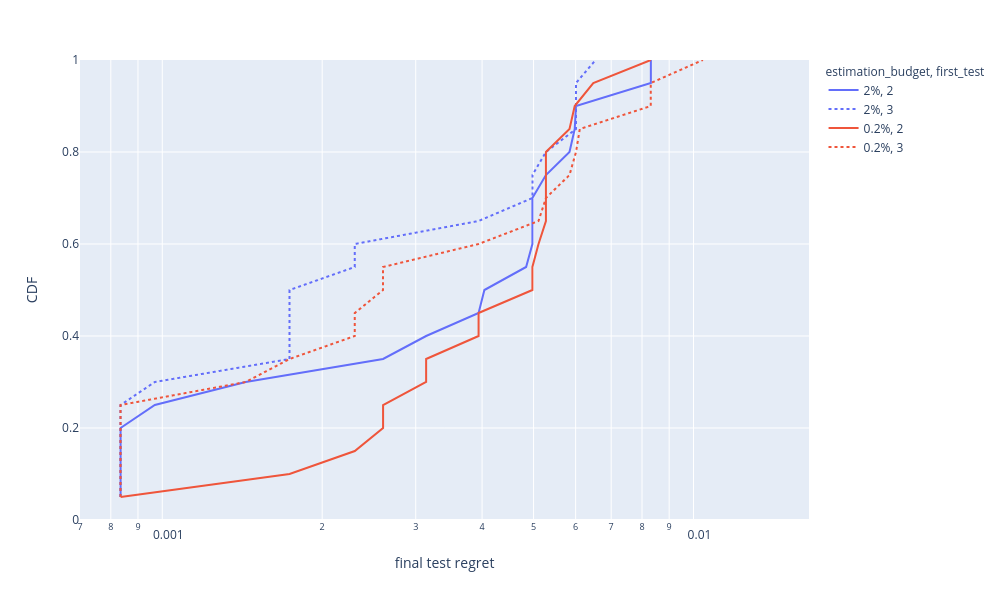 estimation_budget, first_test
2%, 2
2%, 3
0.2%, 2
0.2%, 3
1
0.8
0.6
0.4
0.2
0
CDF
7 8 9 0.001 2 3 4 5 6 7 8 9 0.01
final test regret